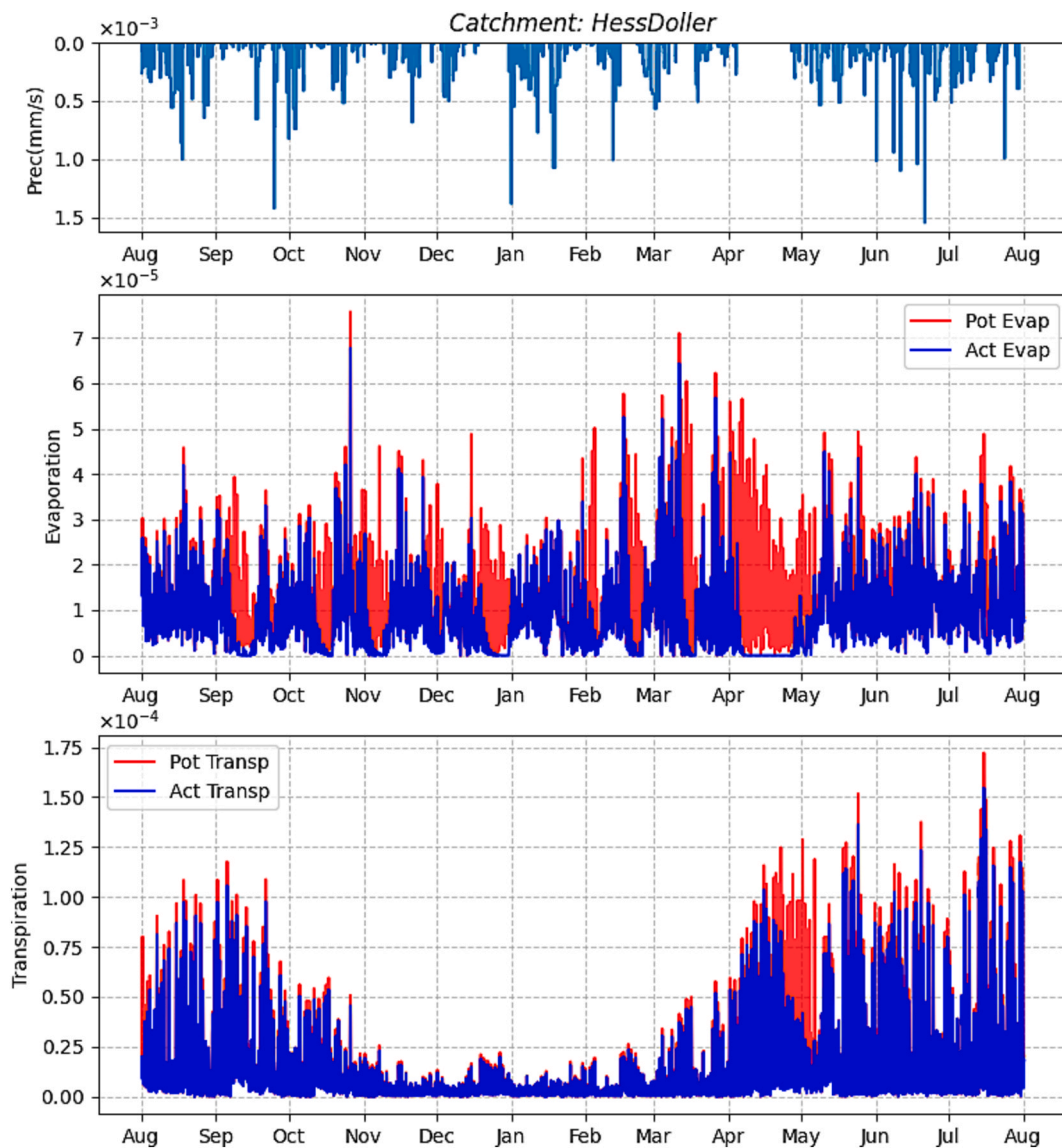 Catchment: HessDoller
×10⁻³
0.0
0.5
1.0
1.5
Prec(mm/s)
Aug Sep Oct Nov Dec Jan Feb Mar Apr May Jun Jul Aug
×10⁻⁵
Pot Evap
Act Evap
7
6
5
4
3
2
1
0
Evaporation
Aug Sep Oct Nov Dec Jan Feb Mar Apr May Jun Jul Aug
×10⁻⁴
Pot Transp
Act Transp
1.75
1.50
1.25
1.00
0.75
0.50
0.25
0.00
Transpiration
Aug Sep Oct Nov Dec Jan Feb Mar Apr May Jun Jul Aug